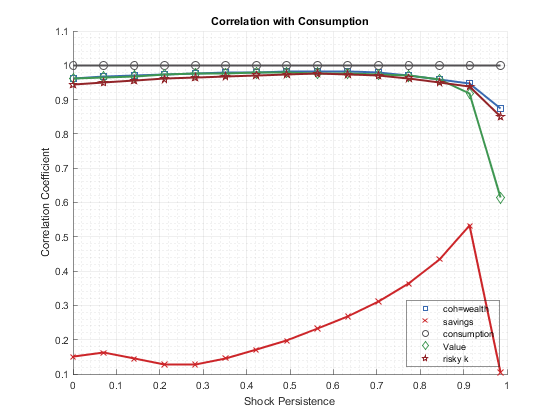 Correlation with Consumption
1.1
1
0.9
0.8
0.7
0.6
0.5
0.4
0.3
0.2
0.1
Correlation Coefficient
coh=wealth
savings
consumption
Value
risky k
0
0.1
0.2
0.3
0.4
0.5
0.6
0.7
0.8
0.9
1
Shock Persistence